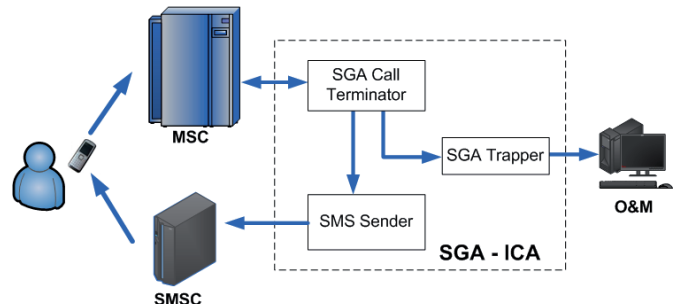 SGA Call
Terminator
MSC
SGA Trapper
O&M
SMS Sender
SGA - ICA
SMSC